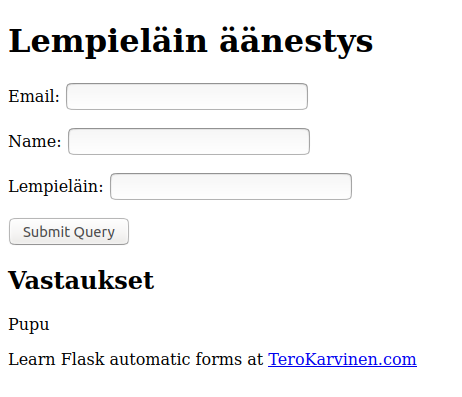 Lempieläin äänestys
Email:
Name:
Lempieläin:
Submit Query
Vastaukset
Pupu
Learn Flask automatic forms at TeroKarvinen.com